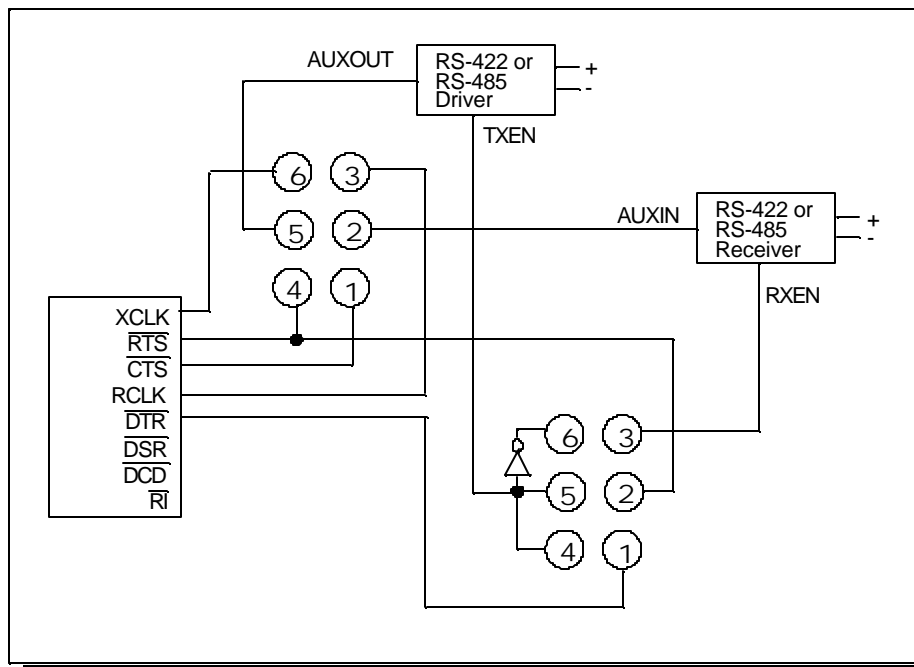 AUXOUT
RS-422 or
RS-485
Driver
+
-
TXEN
6 3
5 2
4 1
AUXIN
RS-422 or
RS-485
Receiver
+
-
RXEN
XCLK
RTS
CTS
RCLK
DTR
DSR
DCD
RI
6 3
5 2
4 1